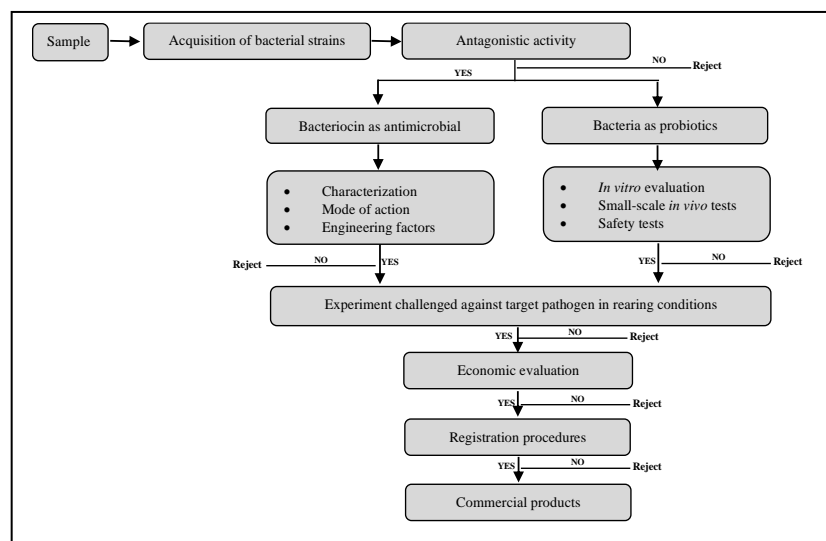 Sample
Acquisition of bacterial strains
Antagonistic activity
NO
Reject
YES
Bacteriocin as antimicrobial
Bacteria as probiotics
• Characterization
• Mode of action
• Engineering factors
• In vitro evaluation
• Small-scale in vivo tests
• Safety tests
Reject
NO
YES
YES
NO
Reject
Experiment challenged against target pathogen in rearing conditions
YES
NO
Reject
Economic evaluation
YES
NO
Reject
Registration procedures
YES
NO
Reject
Commercial products